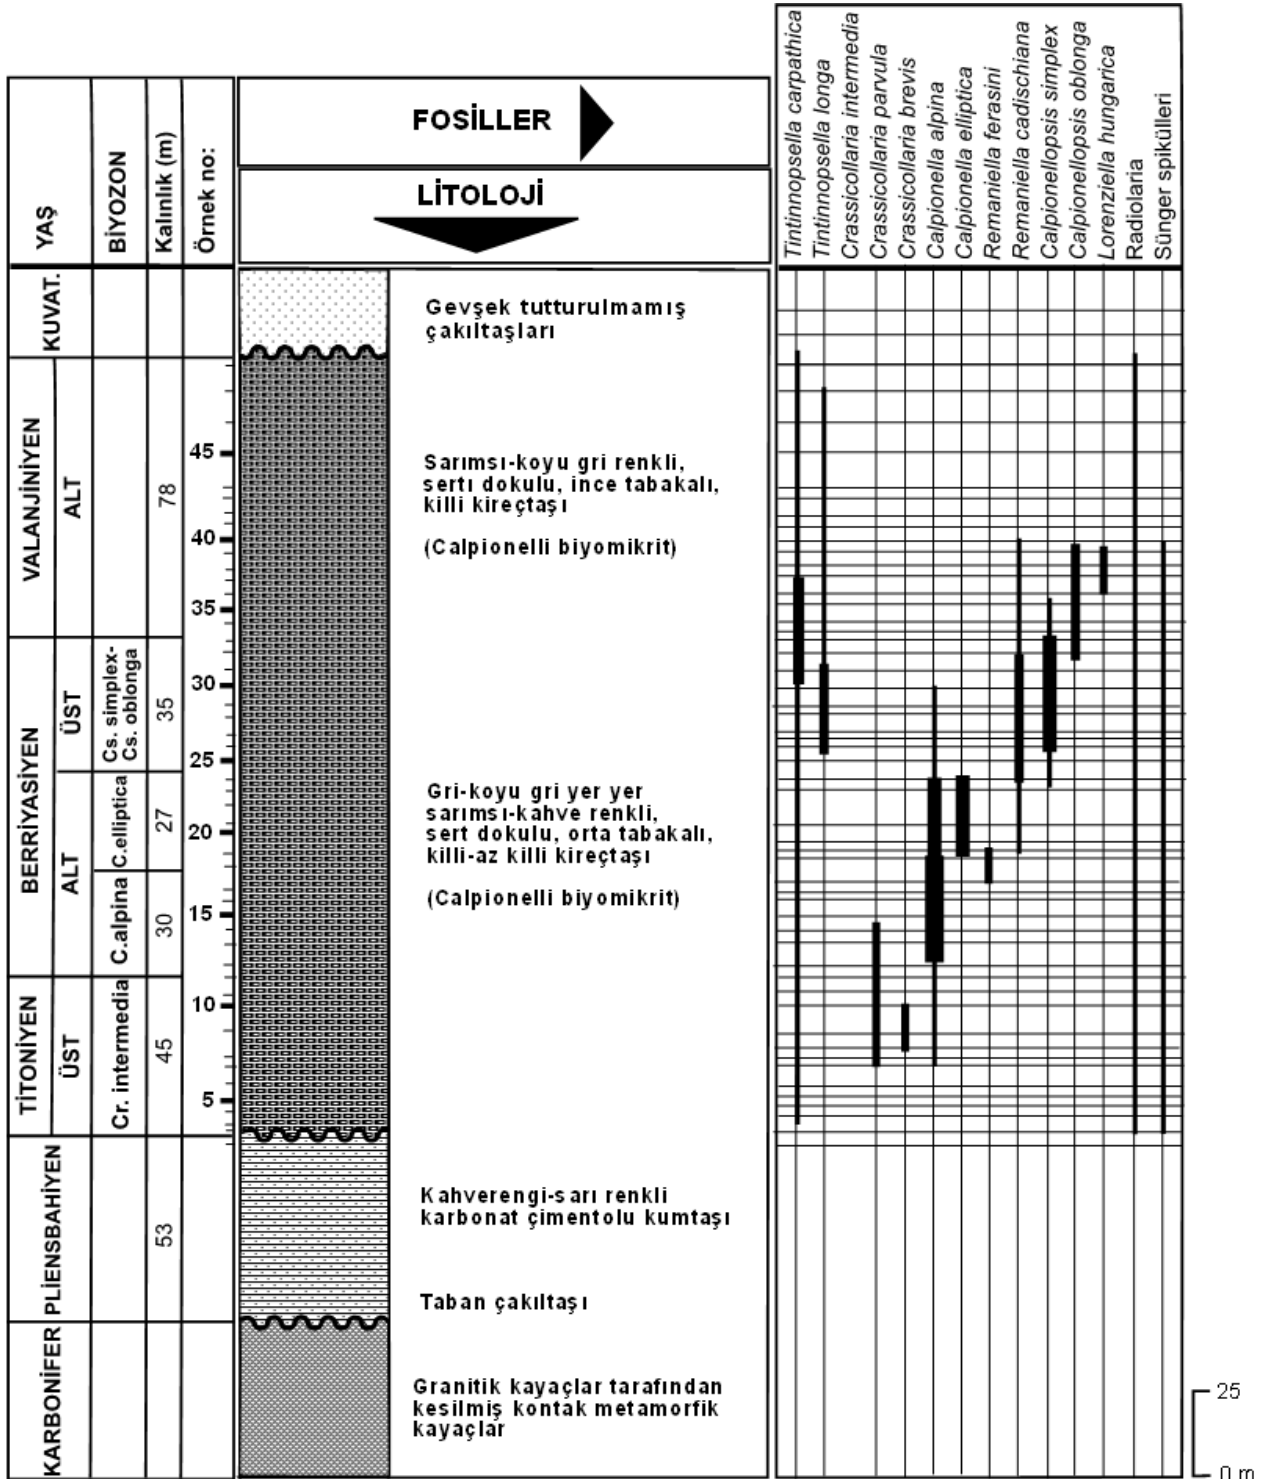 YAŞ
BİYOZON
Kalınlık (m)
Örnek no:
FOSİLLER
LİTOLOJİ
Tintinnopsella carpathica
Tintinnopsella longa
Crassicollaria intermedia
Crassicollaria parvula
Crassicollaria brevis
Calpionella alpina
Calpionella elliptica
Remaniella ferasini
Remaniella cadischiana
Calpionellopsis simplex
Calpionellopsis oblonga
Lorenziella hungarica
Radiolaria
Sünger spikülleri
KUVAT.
Gevşek tutturulmamış
çakıltaşları
VALANJİNİYEN
ALT
78
45
40
35
Sarımsı-koyu gri renkli,
serti dokulu, ince tabakalı,
killi kireçtaşı
(Calpionelli biyomikrit)
BERRİYASİYEN
ÜST
Cs. simplex-
Cs. oblonga
35
30
25
ALT
C.elliptica
27
20
C.alpina
30
15
Gri-koyu gri yer yer
sarımsı-kahve renkli,
sert dokulu, orta tabakalı,
killi-az killi kireçtaşı
(Calpionelli biyomikrit)
TİTONİYEN
ÜST
Cr. intermedia
45
10
5
PLİENSBAHİYEN
53
Kahverengi-sarı renkli
karbonat çimentolu kumtaşı
Taban çakıltaşı
KARBONİFER
Granitik kayaçlar tarafından
kesilmiş kontak metamorfik
kayaçlar
25
0 m